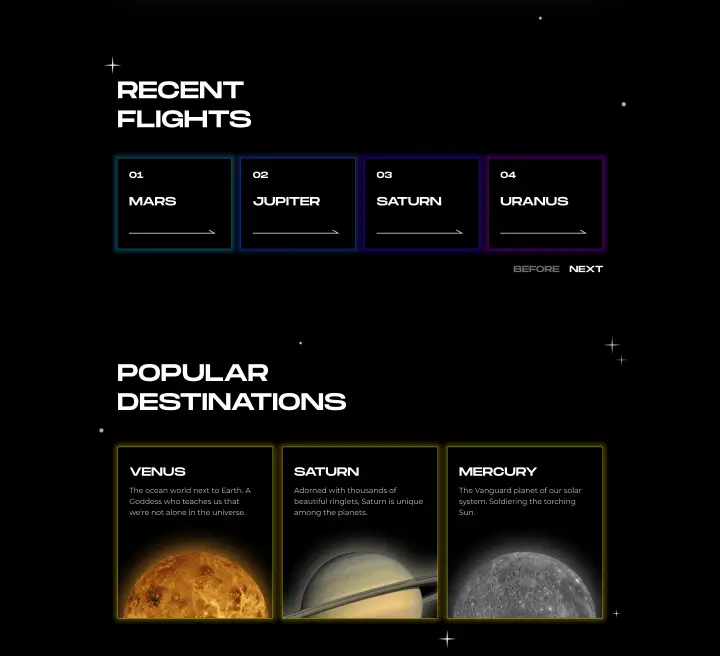 RECENT
FLIGHTS
01
MARS
02
JUPITER
03
SATURN
04
URANUS
BEFORE NEXT
POPULAR
DESTINATIONS
VENUS
The ocean world next to Earth. A
Goddess who teaches us that
we're not alone in the universe.
SATURN
Adorned with thousands of
beautiful ringlets, Saturn is unique
among the planets.
MERCURY
The Vanguard planet of our solar
system. Soldiering the torching
Sun.